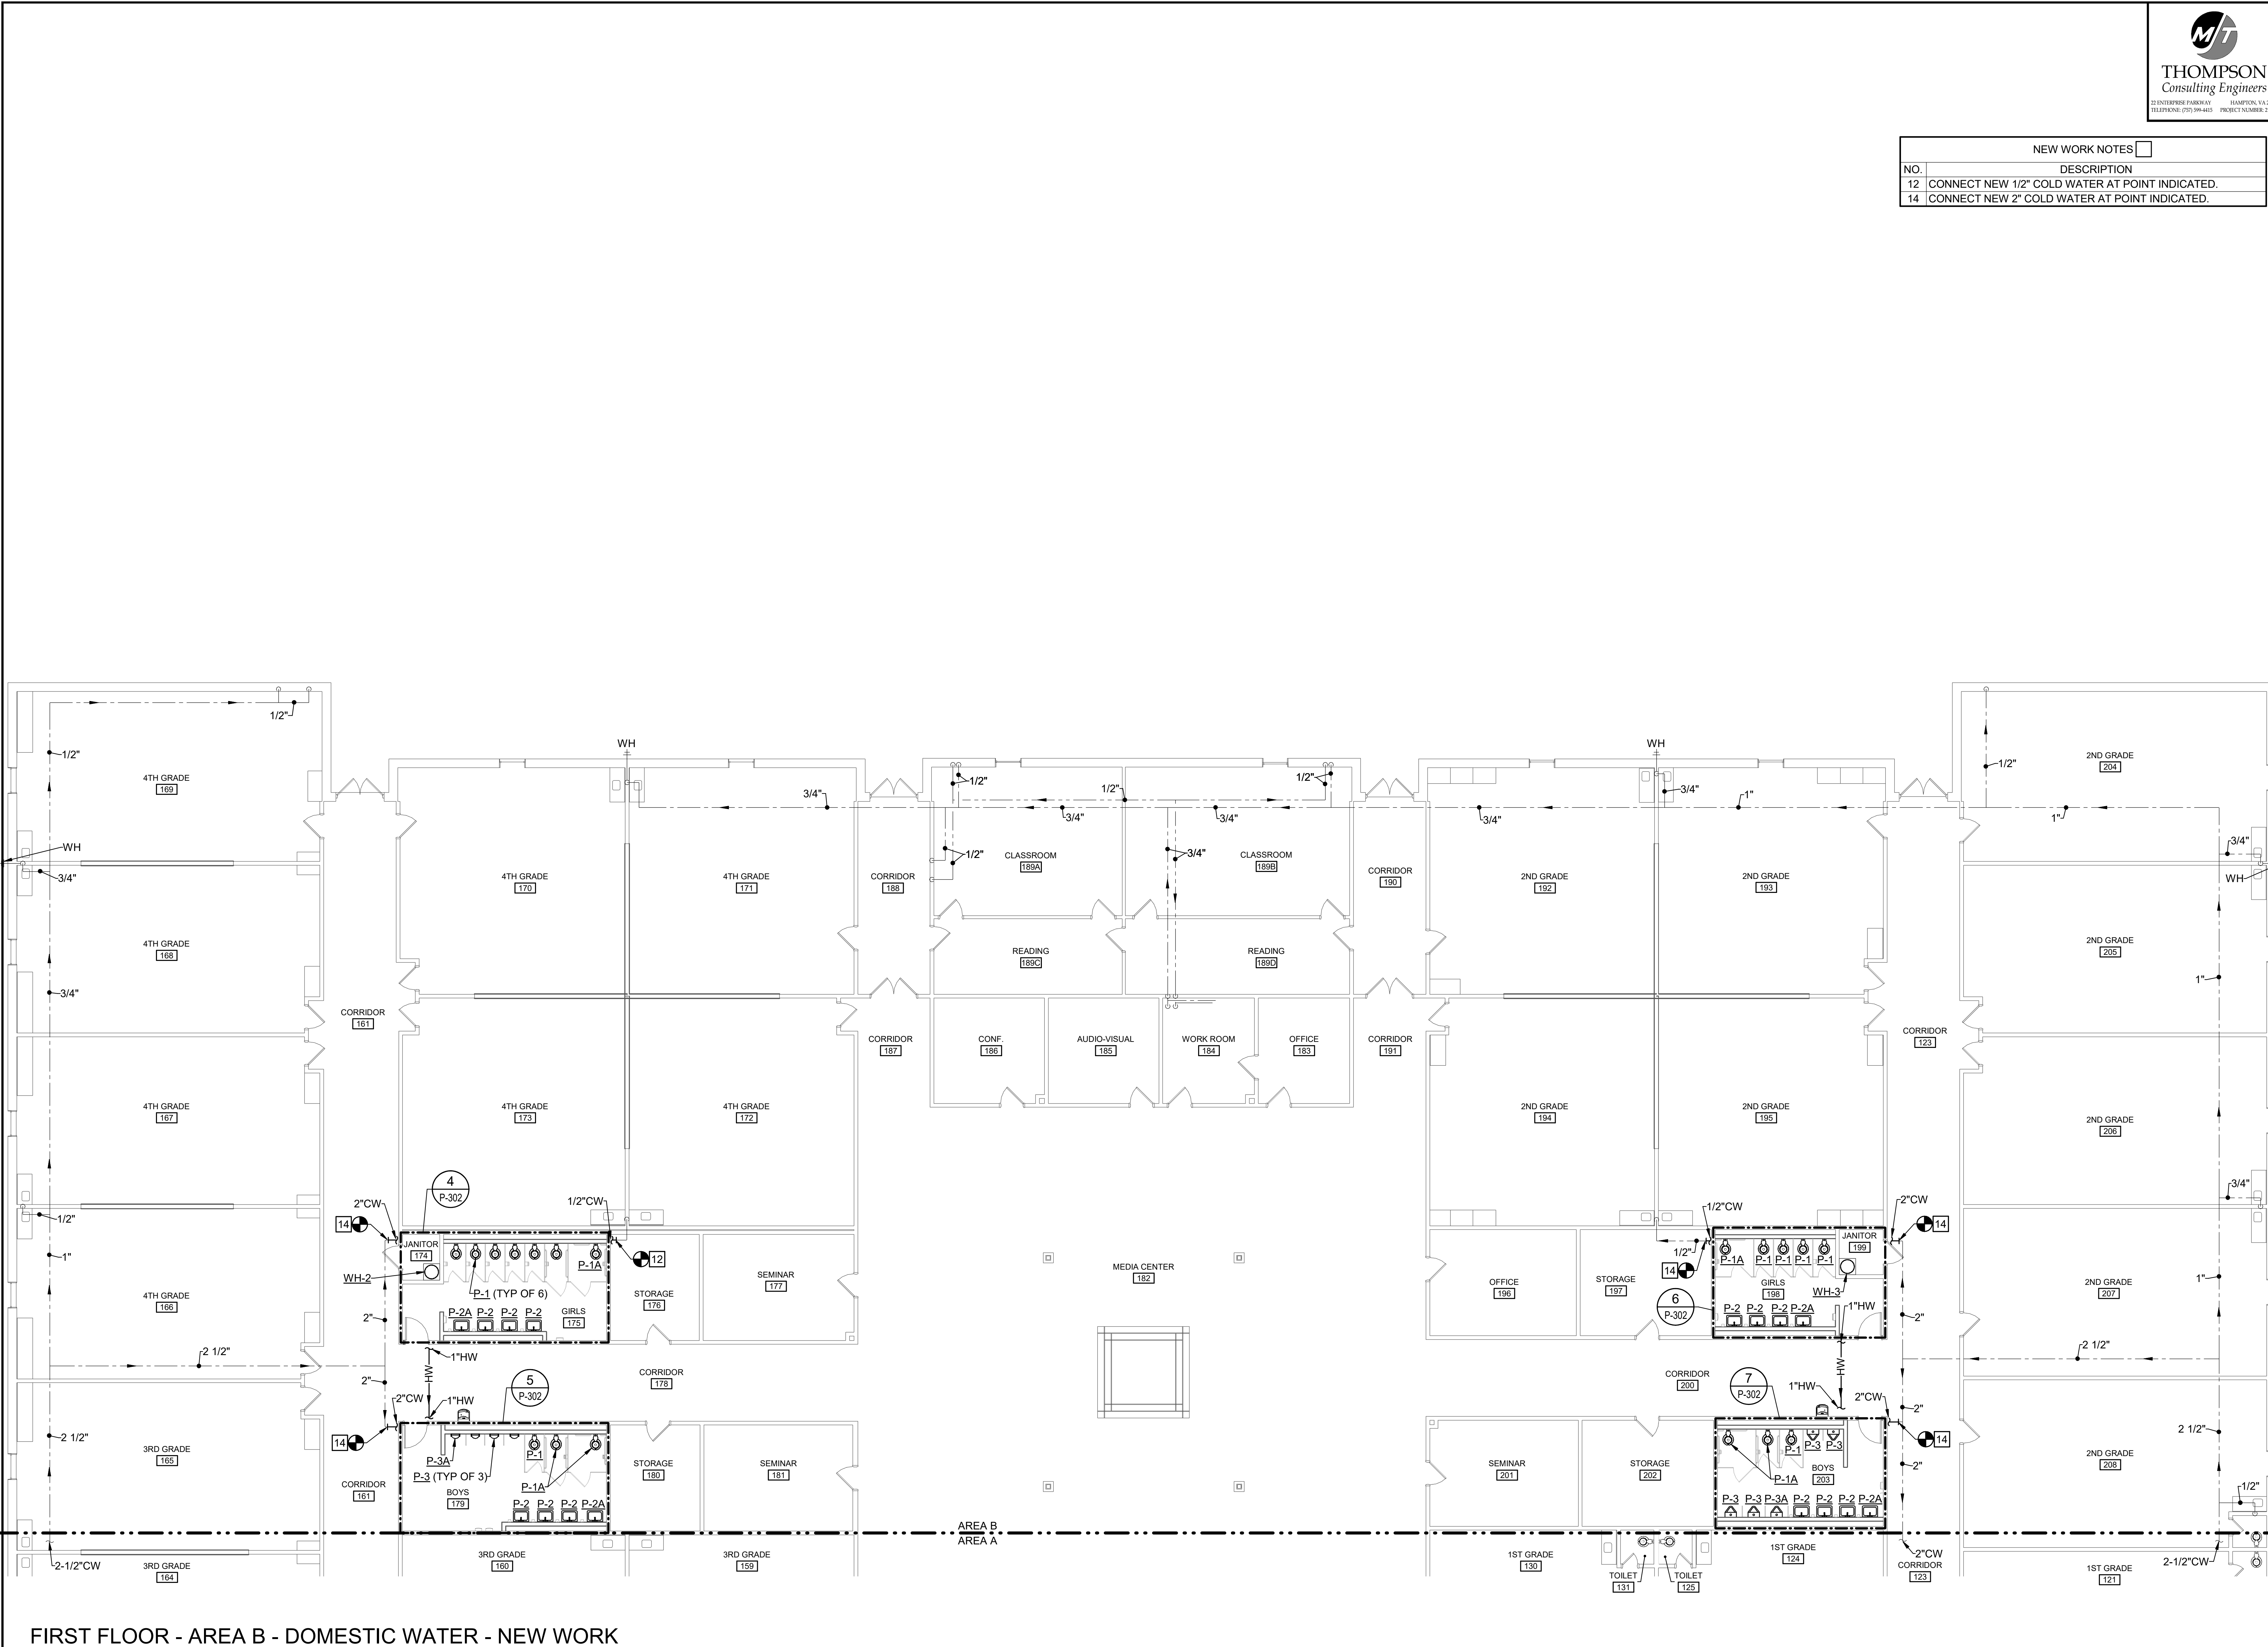 M/T
THOMPSON
Consulting Engineers
22 ENTERPRISE PARKWAY HAMPTON, VA
TELEPHONE: (757) 599-4415 PROJECT NUMBER: 2
NEW WORK NOTES
NO. DESCRIPTION
12 CONNECT NEW 1/2" COLD WATER AT POINT INDICATED.
14 CONNECT NEW 2" COLD WATER AT POINT INDICATED.
1/2"
1/2"
4TH GRADE
169
WH
3/4"
4TH GRADE
168
3/4"
4TH GRADE
167
1/2"
1"
4TH GRADE
166
2 1/2"
2 1/2"
3RD GRADE
165
2-1/2"CW
3RD GRADE
164
CORRIDOR
161
CORRIDOR
161
WH
4TH GRADE
170
4TH GRADE
171
3/4"
4TH GRADE
173
4TH GRADE
172
4
P-302
2"CW
14
1/2"CW
12
JANITOR
174
WH-2
P-1A
P-1 (TYP OF 6)
P-2A P-2 P-2 P-2
GIRLS
175
STORAGE
176
SEMINAR
177
2"
1"HW
HW
2"
2"CW
1"HW
5
P-302
CORRIDOR
178
14
P-3A
P-3 (TYP OF 3)
P-1
P-1A
BOYS
179
P-2 P-2 P-2 P-2A
STORAGE
180
SEMINAR
181
3RD GRADE
160
3RD GRADE
159
CORRIDOR
188
CORRIDOR
187
1/2"
1/2"
1/2"
3/4"
3/4"
1/2"
3/4"
CLASSROOM
189A
CLASSROOM
189B
READING
189C
READING
189D
CONF.
186
AUDIO-VISUAL
185
WORK ROOM
184
OFFICE
183
CORRIDOR
190
CORRIDOR
191
MEDIA CENTER
182
AREA B
AREA A
WH
3/4"
3/4"
1"
2ND GRADE
192
2ND GRADE
193
2ND GRADE
194
2ND GRADE
195
1/2"CW
1/2"
14
OFFICE
196
STORAGE
197
6
P-302
P-1A P-1 P-1 P-1 P-1
JANITOR
199
GIRLS
198
WH-3
P-2 P-2 P-2 P-2A
1"HW
2"CW
14
2"
HW
CORRIDOR
200
7
P-302
1"HW
2"CW
2"
14
2"
SEMINAR
201
STORAGE
202
P-1
P-3 P-3
P-1A
BOYS
203
P-3 P-3 P-3A P-2 P-2 P-2 P-2A
1ST GRADE
130
TOILET
131
TOILET
125
1ST GRADE
124
2"CW
CORRIDOR
123
CORRIDOR
123
2ND GRADE
204
1/2"
1"
3/4"
WH
2ND GRADE
205
1"
2ND GRADE
206
3/4"
2ND GRADE
207
1"
2 1/2"
2 1/2"
2ND GRADE
208
1/2"
2-1/2"CW
1ST GRADE
121
FIRST FLOOR - AREA B - DOMESTIC WATER - NEW WORK